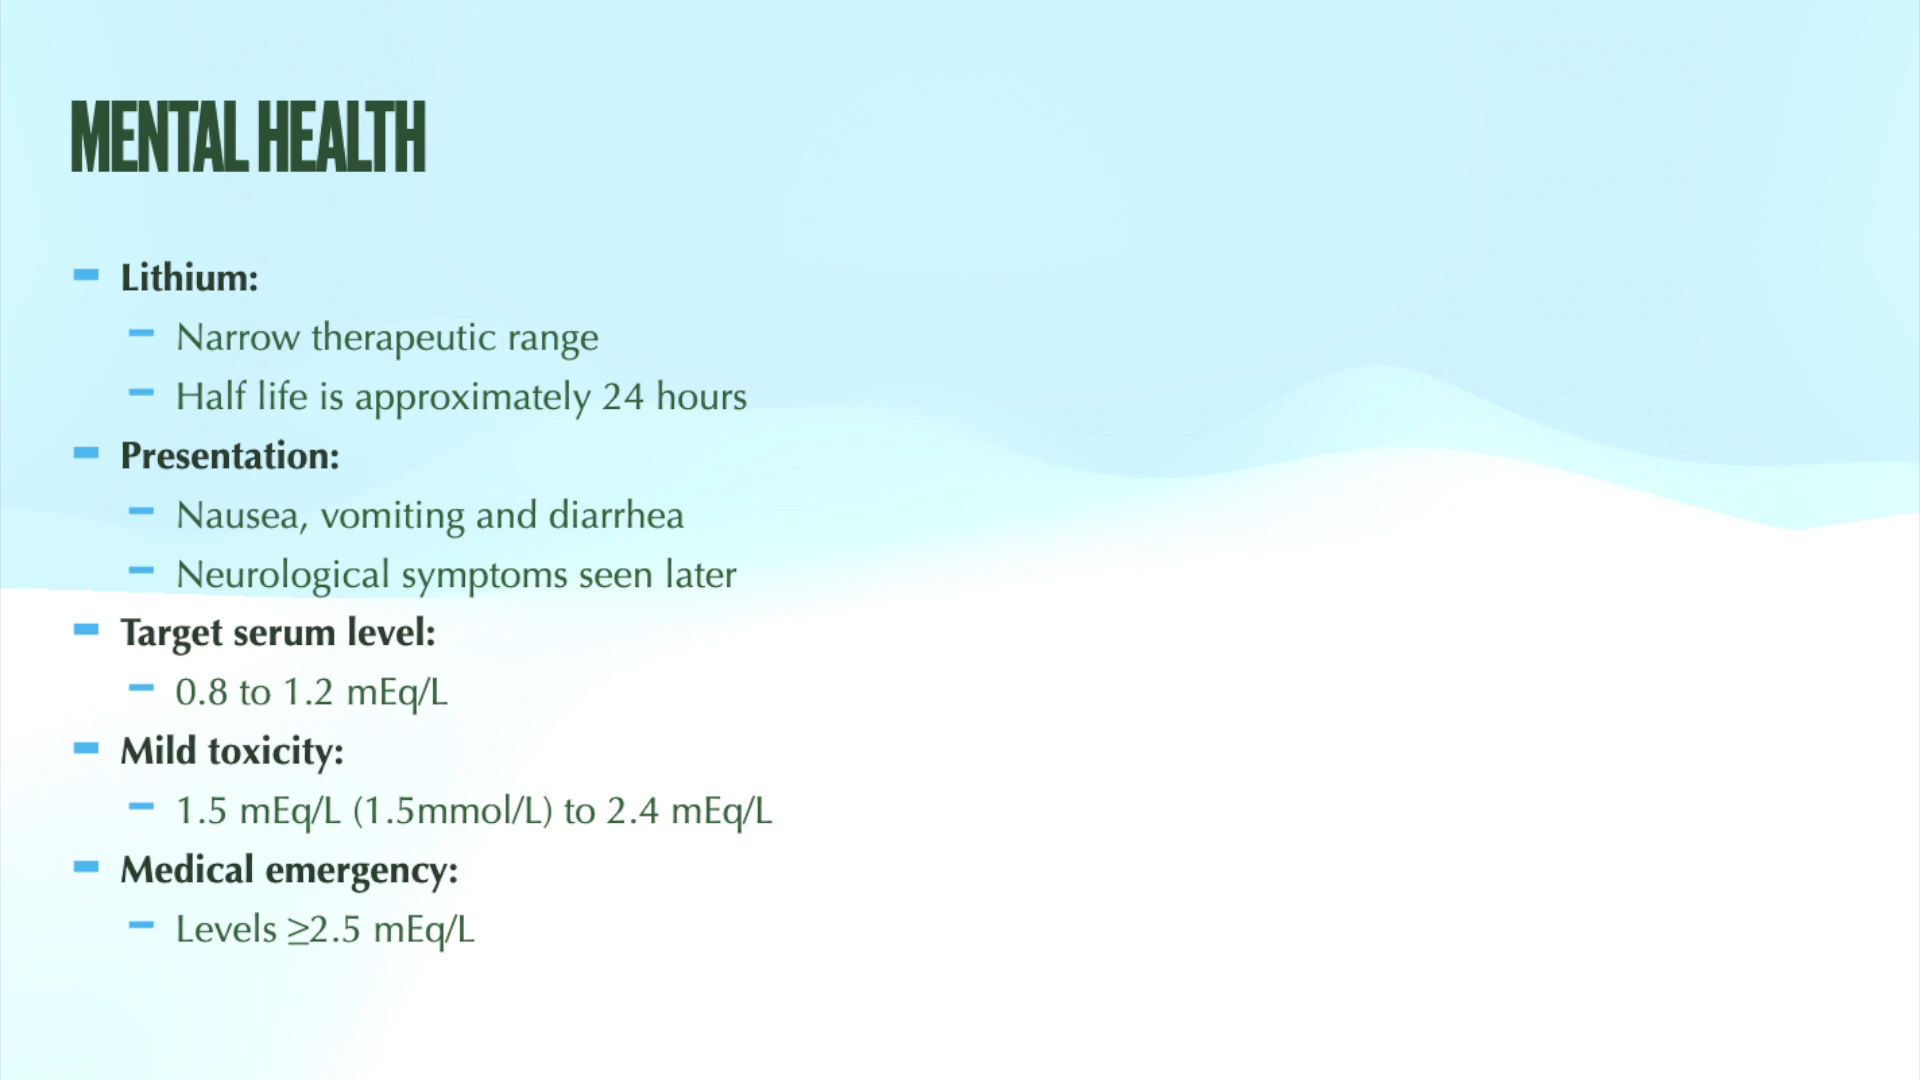 MENTAL HEALTH
Lithium:
Narrow therapeutic range
Half life is approximately 24 hours
Presentation:
Nausea, vomiting and diarrhea
Neurological symptoms seen later
Target serum level:
0.8 to 1.2 mEq/L
Mild toxicity:
1.5 mEq/L (1.5mmol/L) to 2.4 mEq/L
Medical emergency:
Levels ≥2.5 mEq/L